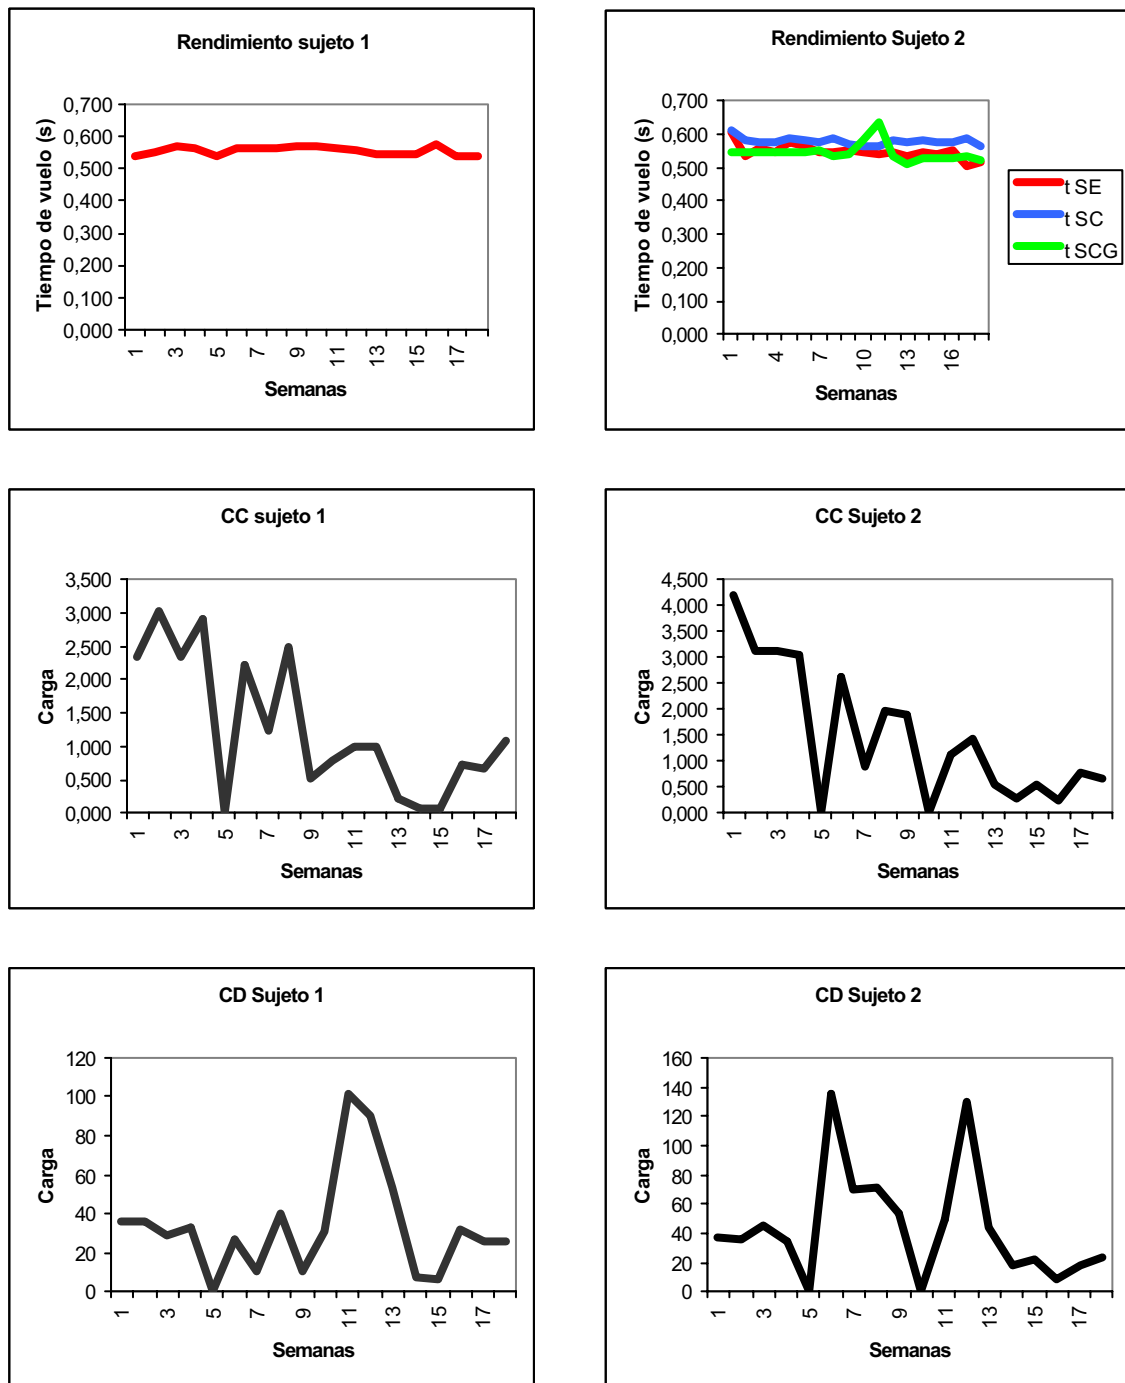 Rendimiento sujeto 1
Tiempo de vuelo (s)
0,700
0,600
0,500
0,400
0,300
0,200
0,100
0,000
1 3 5 7 9 11 13 15 17
Semanas
Rendimiento Sujeto 2
Tiempo de vuelo (s)
0,700
0,600
0,500
0,400
0,300
0,200
0,100
0,000
1 4 7 10 13 16
Semanas
t SE
t SC
t SCG
CC sujeto 1
Carga
3,500
3,000
2,500
2,000
1,500
1,000
0,500
0,000
1 3 5 7 9 11 13 15 17
Semanas
CC Sujeto 2
Carga
4,500
4,000
3,500
3,000
2,500
2,000
1,500
1,000
0,500
0,000
1 3 5 7 9 11 13 15 17
Semanas
CD Sujeto 1
Carga
120
100
80
60
40
20
0
1 3 5 7 9 11 13 15 17
Semanas
CD Sujeto 2
Carga
160
140
120
100
80
60
40
20
0
1 3 5 7 9 11 13 15 17
Semanas